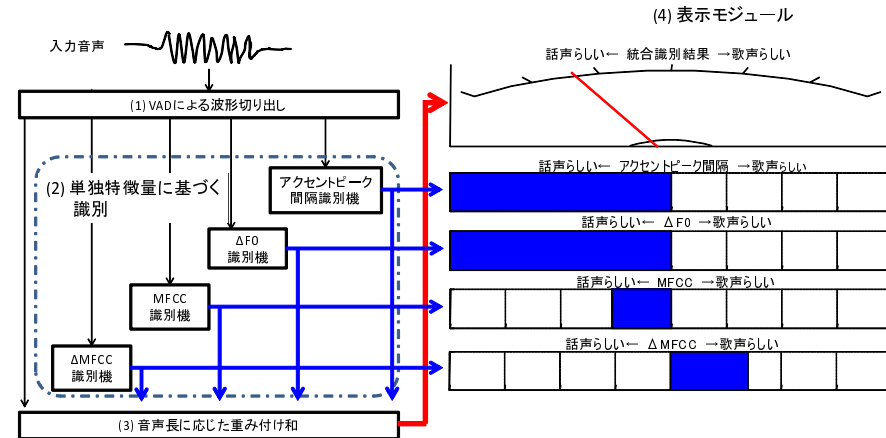 (4) 表示モジュール
入力音声
話声らしい← 統合識別結果 →歌声らしい
(1) VADによる波形切り出し
(2) 単独特徴量に基づく
識別
アクセントピーク
間隔識別機
ΔF0
識別機
MFCC
識別機
ΔMFCC
識別機
(3) 音声長に応じた重み付け和
話声らしい← アクセントピーク間隔 →歌声らしい
話声らしい← ΔF0 →歌声らしい
話声らしい← MFCC →歌声らしい
話声らしい← ΔMFCC →歌声らしい